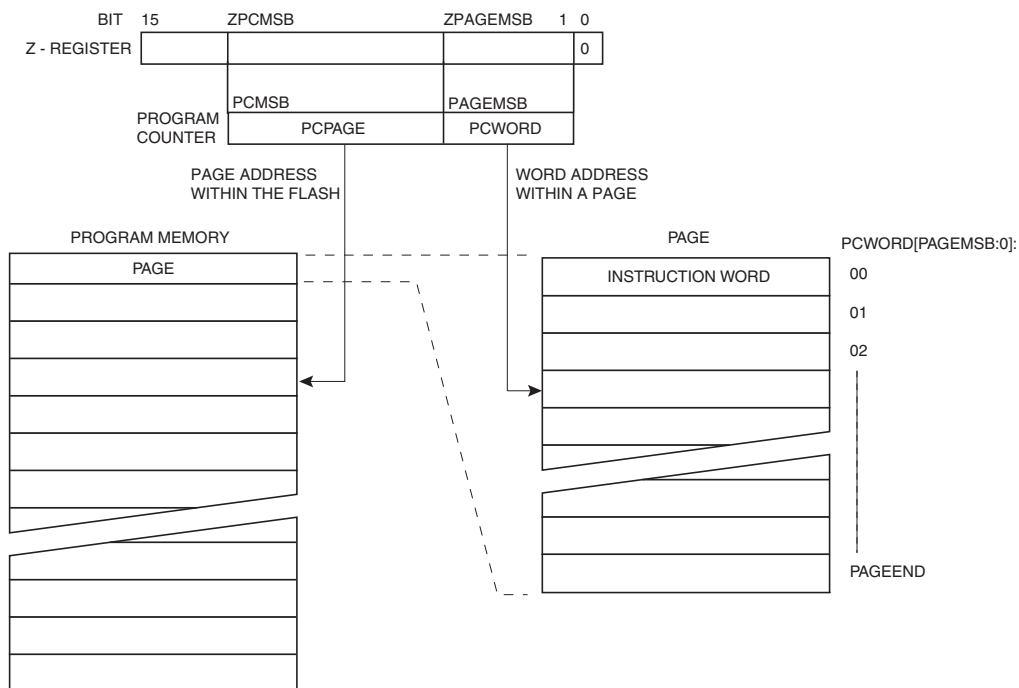 BIT 15 ZPCMSB ZPAGEMSB 1 0
Z - REGISTER 0
PCMSB PAGEMSB
PROGRAM
COUNTER
PCPAGE PCWORD
PAGE ADDRESS
WITHIN THE FLASH
WORD ADDRESS
WITHIN A PAGE
PROGRAM MEMORY
PAGE
PAGE
PCWORD[PAGEMSB:0]:
INSTRUCTION WORD 00
01
02
PAGEEND